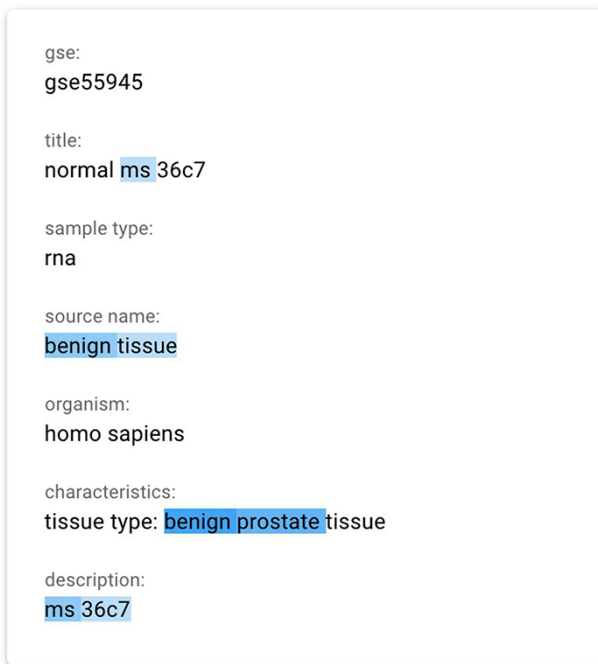 gse:
gse55945
title:
normal ms 36c7
sample type:
rna
source name:
benign tissue
organism:
homo sapiens
characteristics:
tissue type: benign prostate tissue
description:
ms 36c7